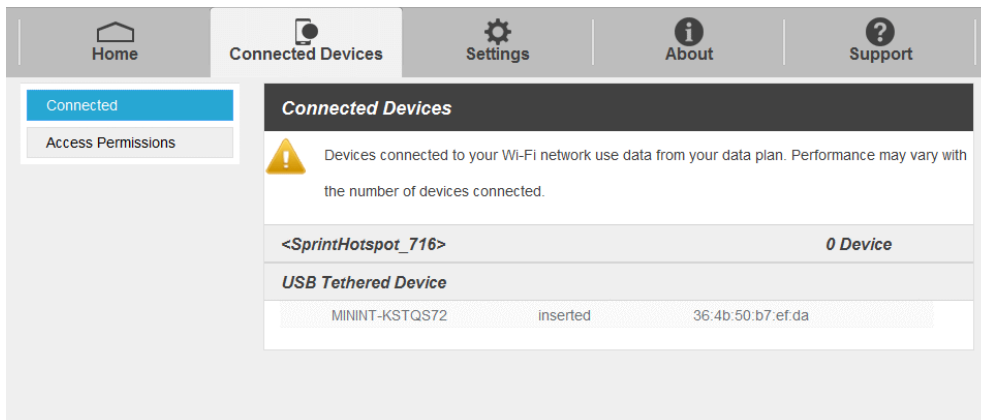 Home
Connected Devices
Settings
About
Support
Connected
Access Permissions
Connected Devices
Devices connected to your Wi-Fi network use data from your data plan. Performance may vary with
the number of devices connected.
<SprintHotspot_716> 0 Device
USB Tethered Device
MININT-KSTQS72 inserted 36:4b:50:b7:ef:da